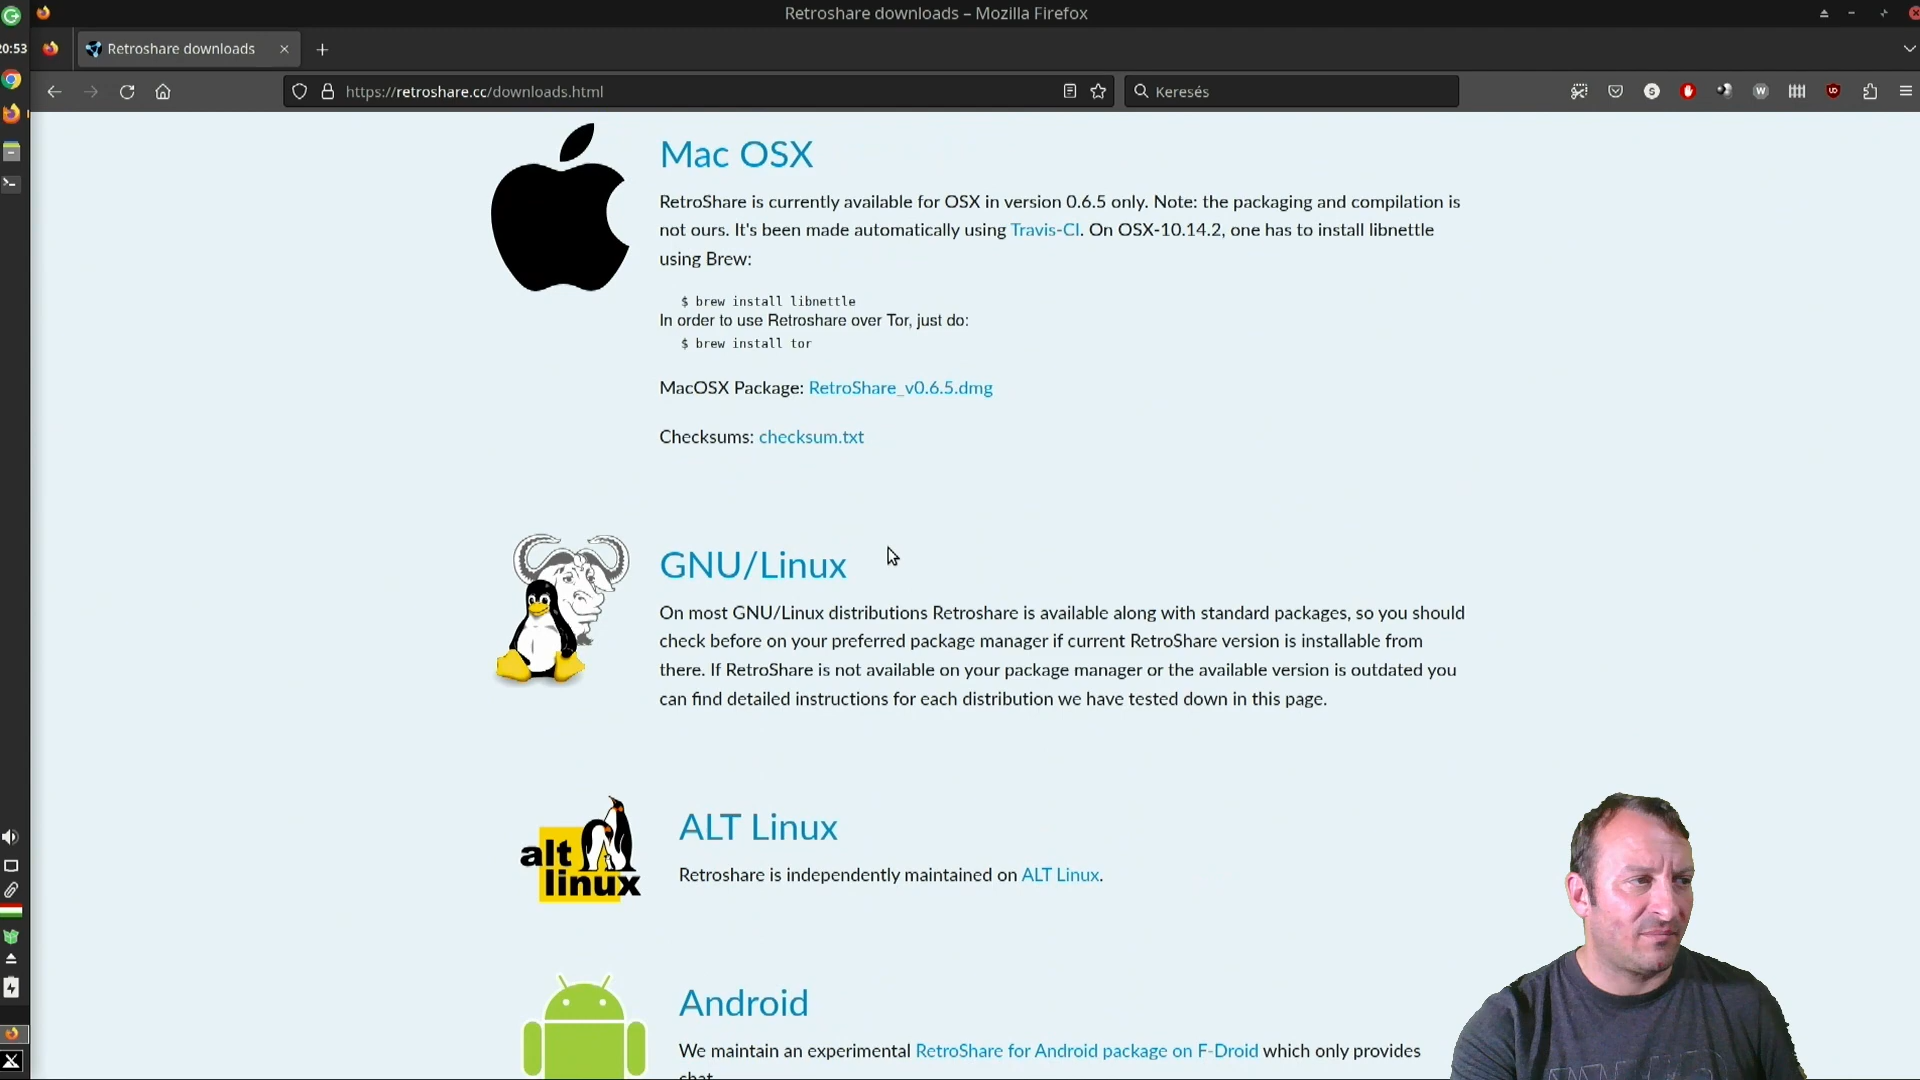 Retroshare downloads – Mozilla Firefox
20:53
Retroshare downloads
https://retroshare.cc/downloads.html
Keresés
Mac OSX
RetroShare is currently available for OSX in version 0.6.5 only. Note: the packaging and compilation is
not ours. It's been made automatically using Travis-CI. On OSX-10.14.2, one has to install libnettle
using Brew:
$ brew install libnettle
In order to use Retroshare over Tor, just do:
$ brew install tor
MacOSX Package: RetroShare_v0.6.5.dmg
Checksums: checksum.txt
GNU/Linux
On most GNU/Linux distributions Retroshare is available along with standard packages, so you should
check before on your preferred package manager if current RetroShare version is installable from
there. If RetroShare is not available on your package manager or the available version is outdated you
can find detailed instructions for each distribution we have tested down in this page.
alt
linux
ALT Linux
Retroshare is independently maintained on ALT Linux.
Android
We maintain an experimental RetroShare for Android package on F-Droid which only provides
chat